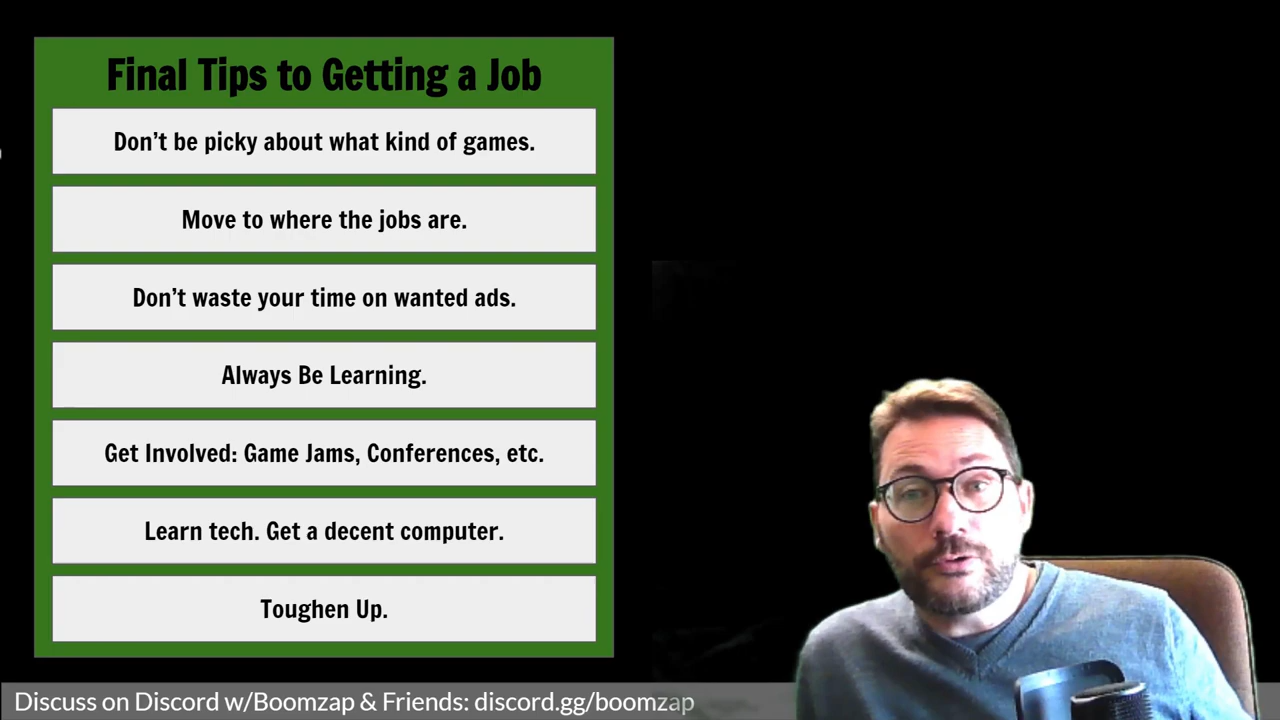 Final Tips to Getting a Job
Don’t be picky about what kind of games.
Move to where the jobs are.
Don’t waste your time on wanted ads.
Always Be Learning.
Get Involved: Game Jams, Conferences, etc.
Learn tech. Get a decent computer.
Toughen Up.
Discuss on Discord w/Boomzap & Friends: discord.gg/boomzap